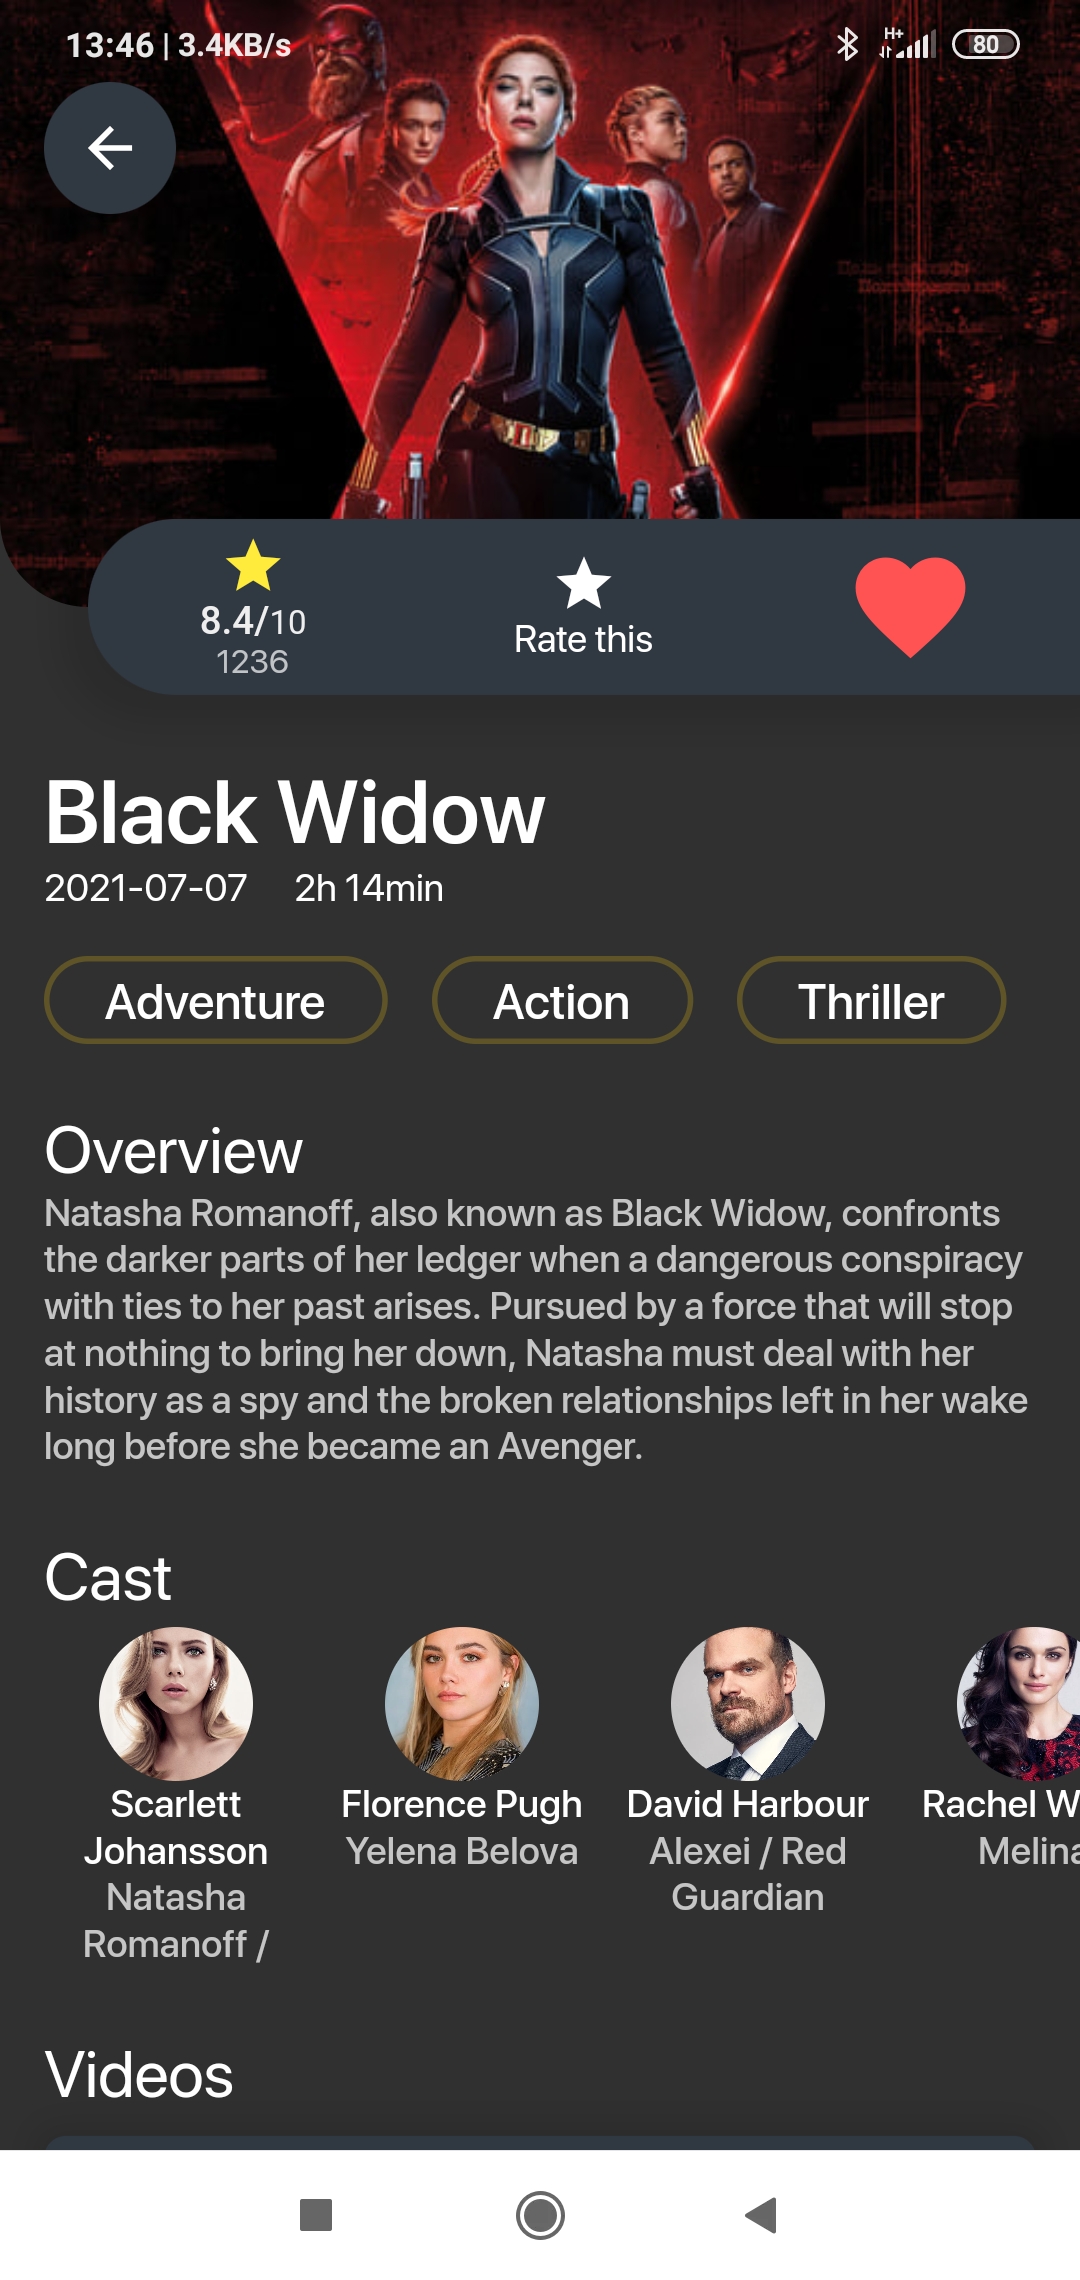 13:46 | 3.4KB/s
H+
80
8.4/10
1236
Rate this
Black Widow
2021-07-07 2h 14min
Adventure Action Thriller
Overview
Natasha Romanoff, also known as Black Widow, confronts
the darker parts of her ledger when a dangerous conspiracy
with ties to her past arises. Pursued by a force that will stop
at nothing to bring her down, Natasha must deal with her
history as a spy and the broken relationships left in her wake
long before she became an Avenger.
Cast
Scarlett
Johansson
Natasha
Romanoff /
Florence Pugh
Yelena Belova
David Harbour
Alexei / Red
Guardian
Rachel W
Melina
Videos